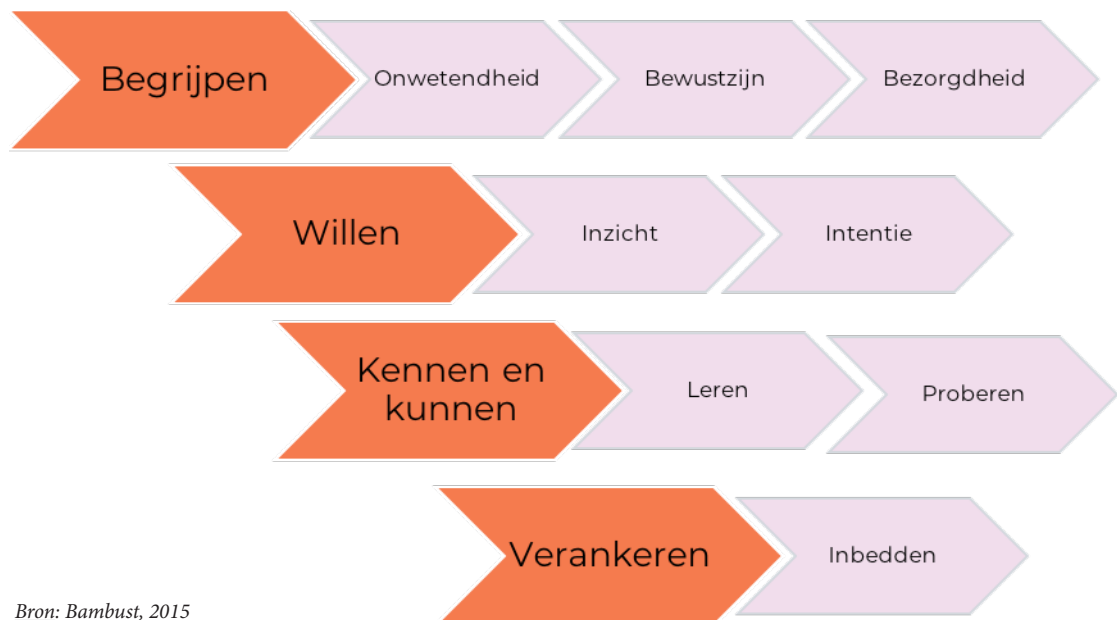 Begrijpen
Onwetendheid
Bewustzijn
Bezorgdheid
Willen
Inzicht
Intentie
Kennen en
kunnen
Leren
Proberen
Verankeren
Inbedden
Bron: Bambust, 2015